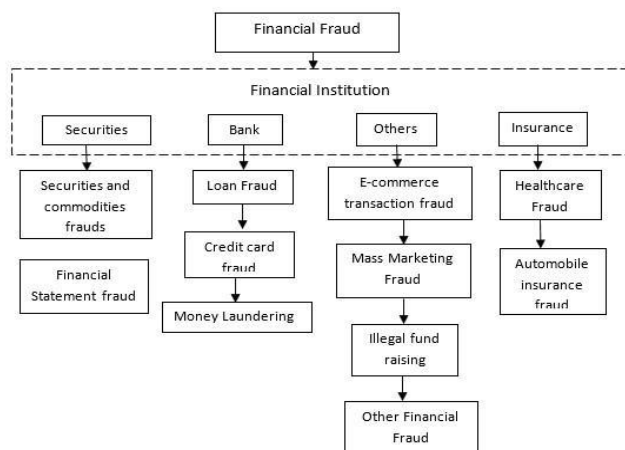 Financial Fraud
Financial Institution
Securities
Bank
Others
Insurance
Securities and
commodities
frauds
Loan Fraud
E-commerce
transaction fraud
Healthcare
Fraud
Credit card
fraud
Mass Marketing
Fraud
Automobile
insurance
fraud
Financial
Statement fraud
Money Laundering
Illegal fund
raising
Other Financial
Fraud